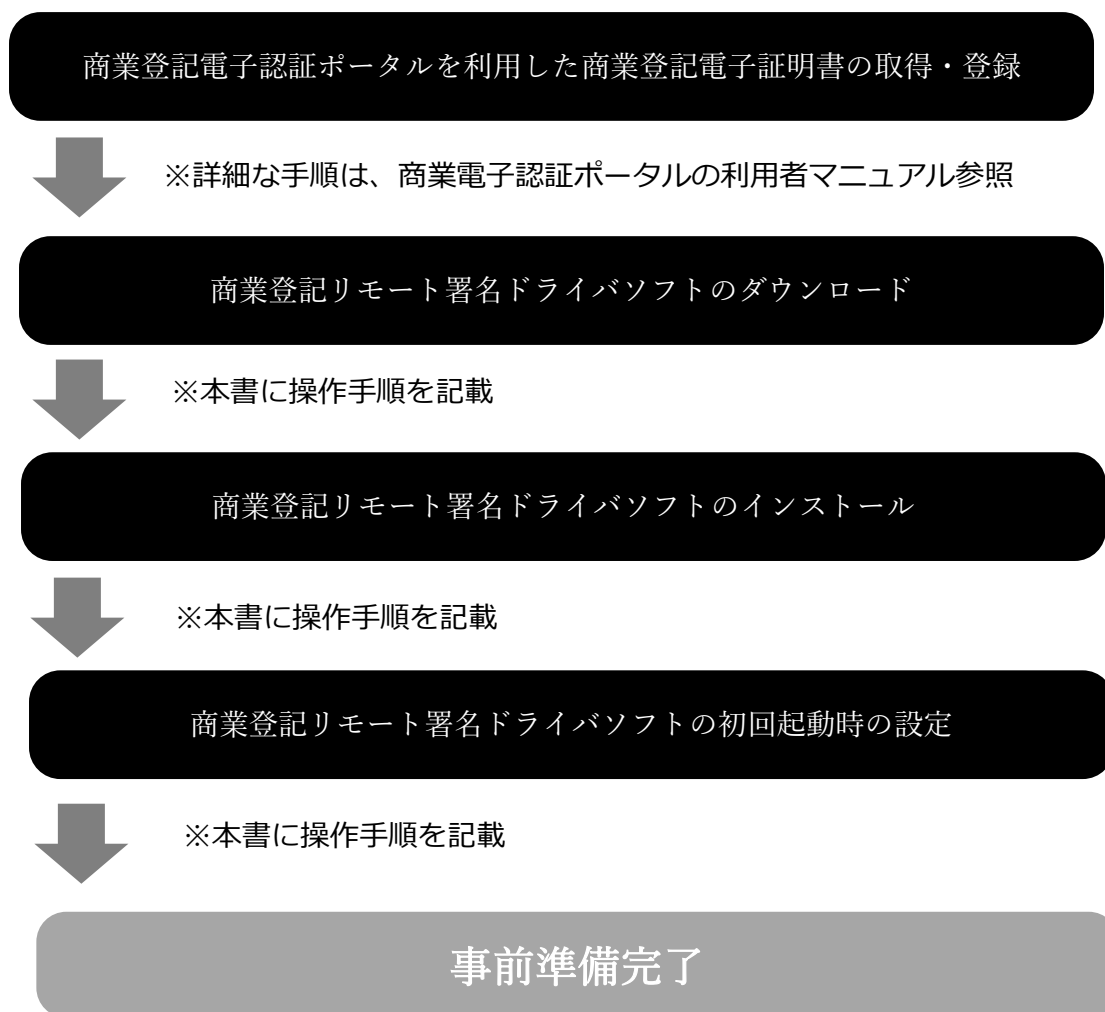 商業登記電子認証ポータルを利用した商業登記電子証明書の取得・登録
※詳細な手順は、商業電子認証ポータルの利用者マニュアル参照
商業登記リモート署名ドライバソフトのダウンロード
※本書に操作手順を記載
商業登記リモート署名ドライバソフトのインストール
※本書に操作手順を記載
商業登記リモート署名ドライバソフトの初回起動時の設定
※本書に操作手順を記載
事前準備完了